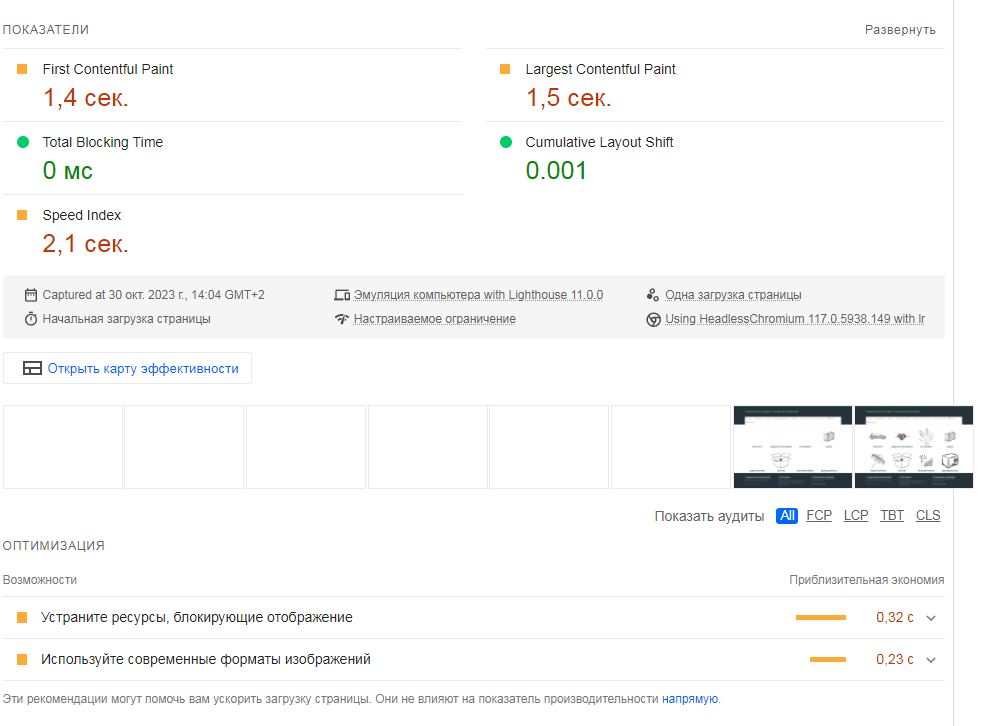 ПОКАЗАТЕЛИ
Развернуть
First Contentful Paint
1,4 сек.
Largest Contentful Paint
1,5 сек.
Total Blocking Time
0 мс
Cumulative Layout Shift
0.001
Speed Index
2,1 сек.
Captured at 30 окт. 2023 г., 14:04 GMT+2
Эмуляция компьютера with Lighthouse 11.0.0
Одна загрузка страницы
Начальная загрузка страницы
Настраиваемое ограничение
Using HeadlessChromium 117.0.5938.149 with lr
Открыть карту эффективности
Показать аудиты All FCP LCP TBT CLS
ОПТИМИЗАЦИЯ
Возможности
Приблизительная экономия
Устраните ресурсы, блокирующие отображение
0,32 с
Используйте современные форматы изображений
0,23 с
Эти рекомендации могут помочь вам ускорить загрузку страницы. Они не влияют на показатель производительности напрямую.